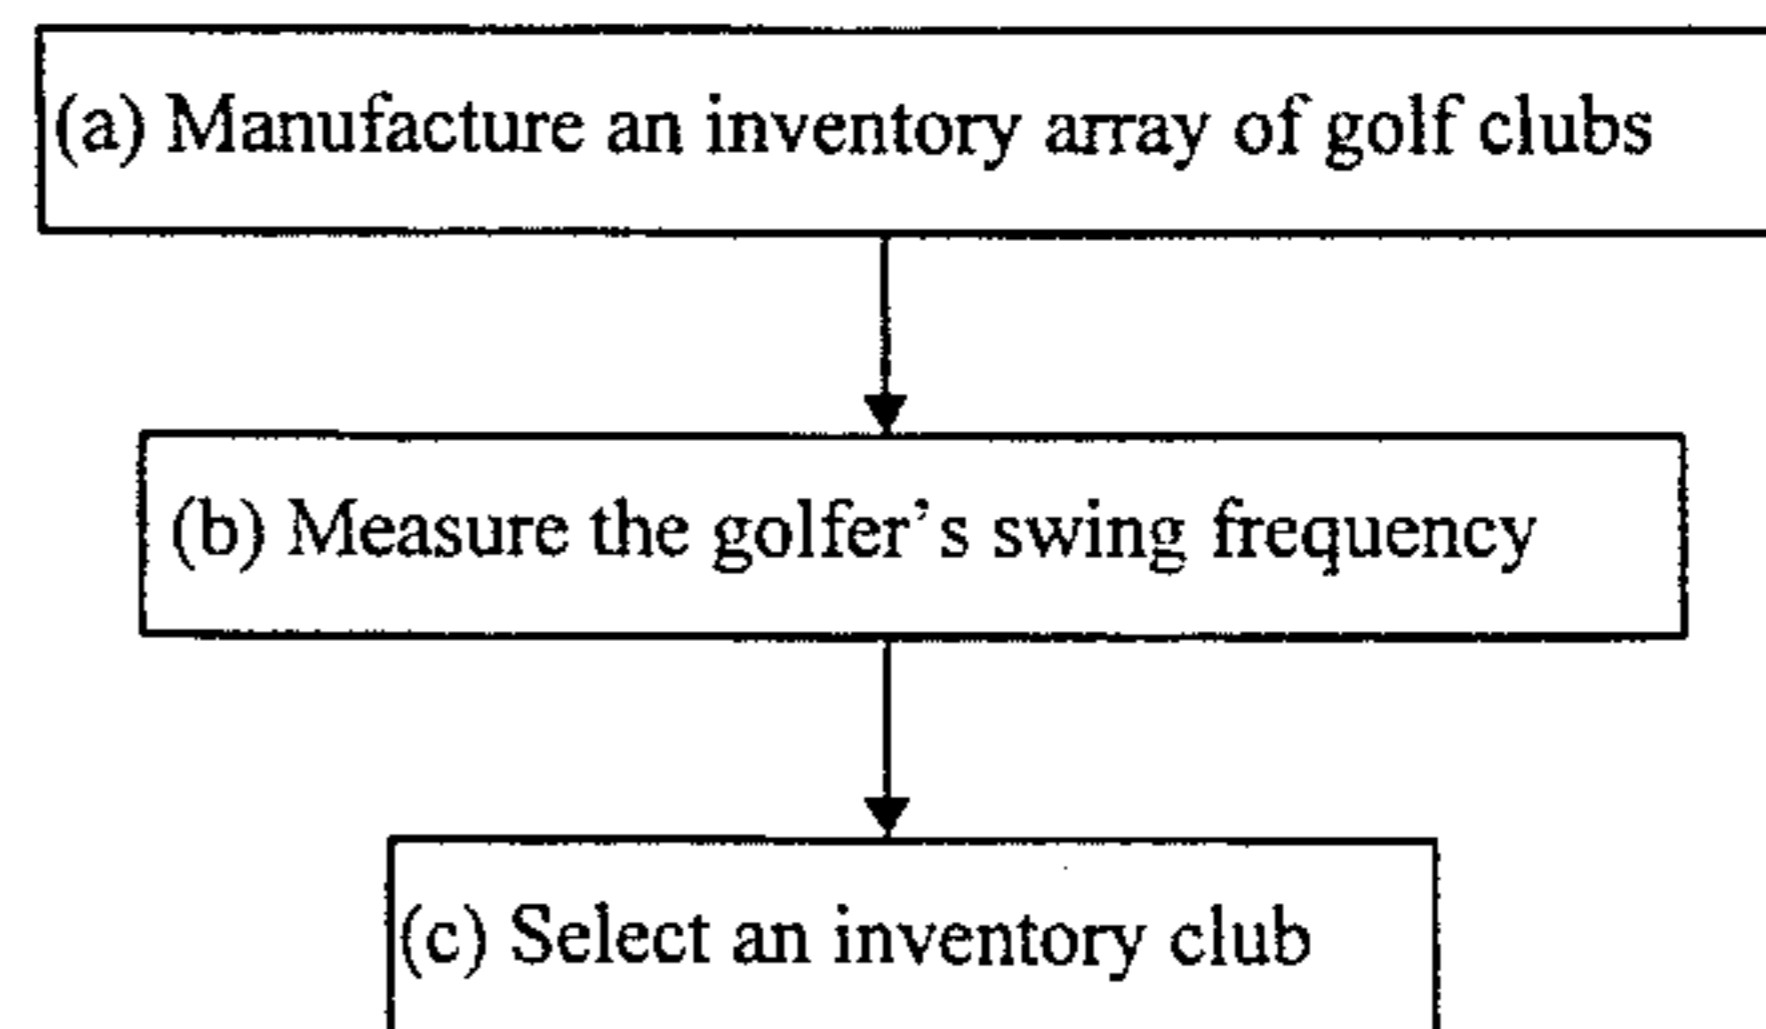 (a) Manufacture an inventory array of golf clubs
(b) Measure the golfer's swing frequency
(c) Select an inventory club